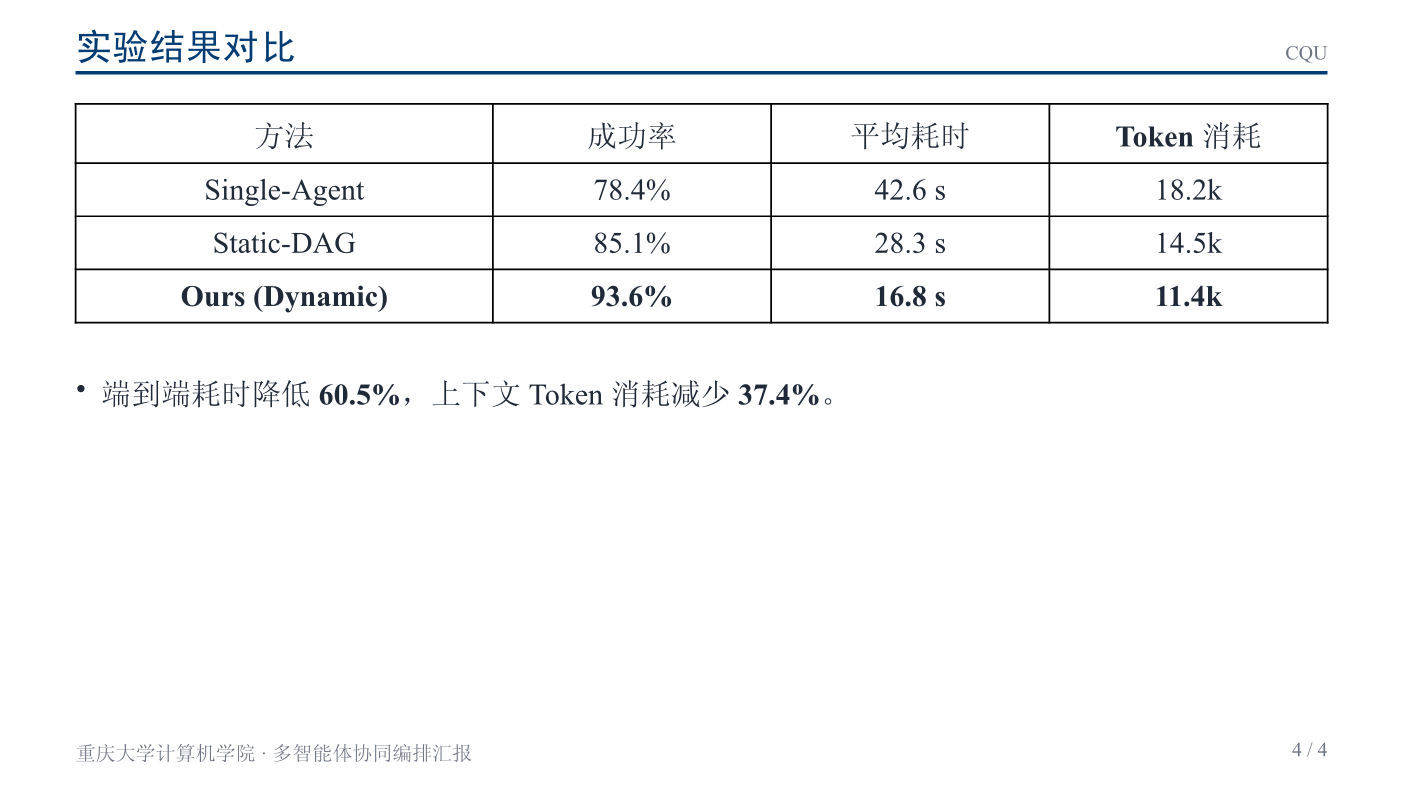 实验结果对比
CQU
方法 成功率 平均耗时 Token 消耗
Single-Agent 78.4% 42.6 s 18.2k
Static-DAG 85.1% 28.3 s 14.5k
Ours (Dynamic) 93.6% 16.8 s 11.4k
• 端到端耗时降低 60.5%，上下文 Token 消耗减少 37.4%。
重庆大学计算机学院 · 多智能体协同编排汇报
4 / 4